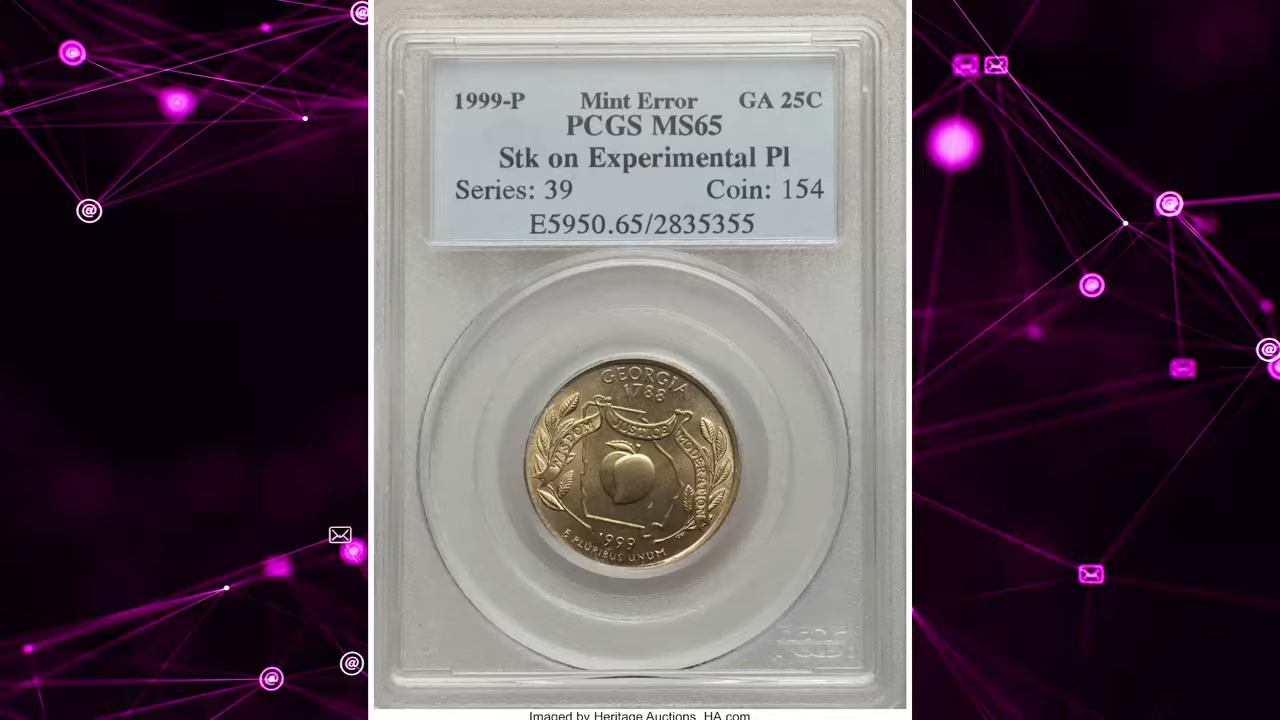 1999-P Mint Error GA 25C
PCGS MS65
Stk on Experimental Pl
Series: 39 Coin: 154
E5950.65/2835355
GEORGIA
1788
WISDOM JUSTICE MODERATION
1999
E PLURIBUS UNUM
Imaged by Heritage Auctions, HA.com